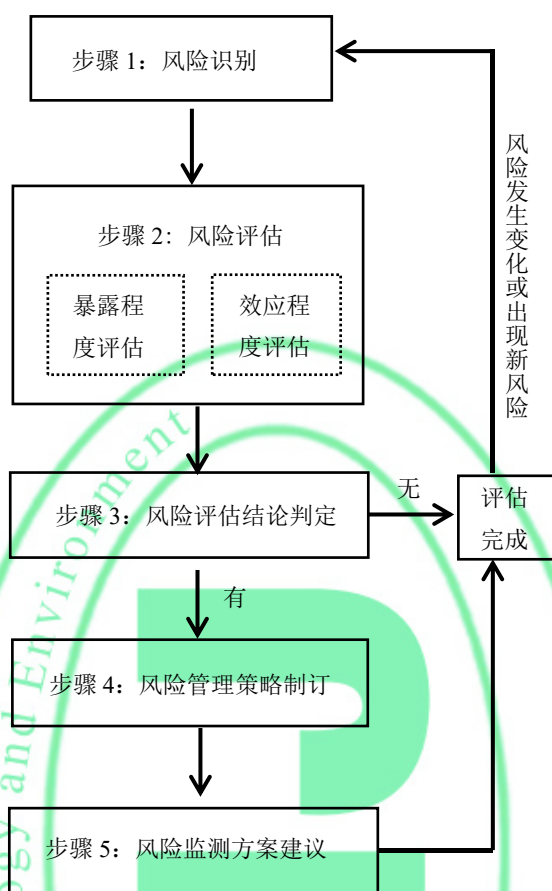 步骤 1：风险识别
风险发生变化或出现新风险
步骤 2：风险评估
暴露程
度评估
效应程
度评估
步骤 3：风险评估结论判定
无
评估
完成
有
步骤 4：风险管理策略制订
步骤 5：风险监测方案建议
ogy and Environment